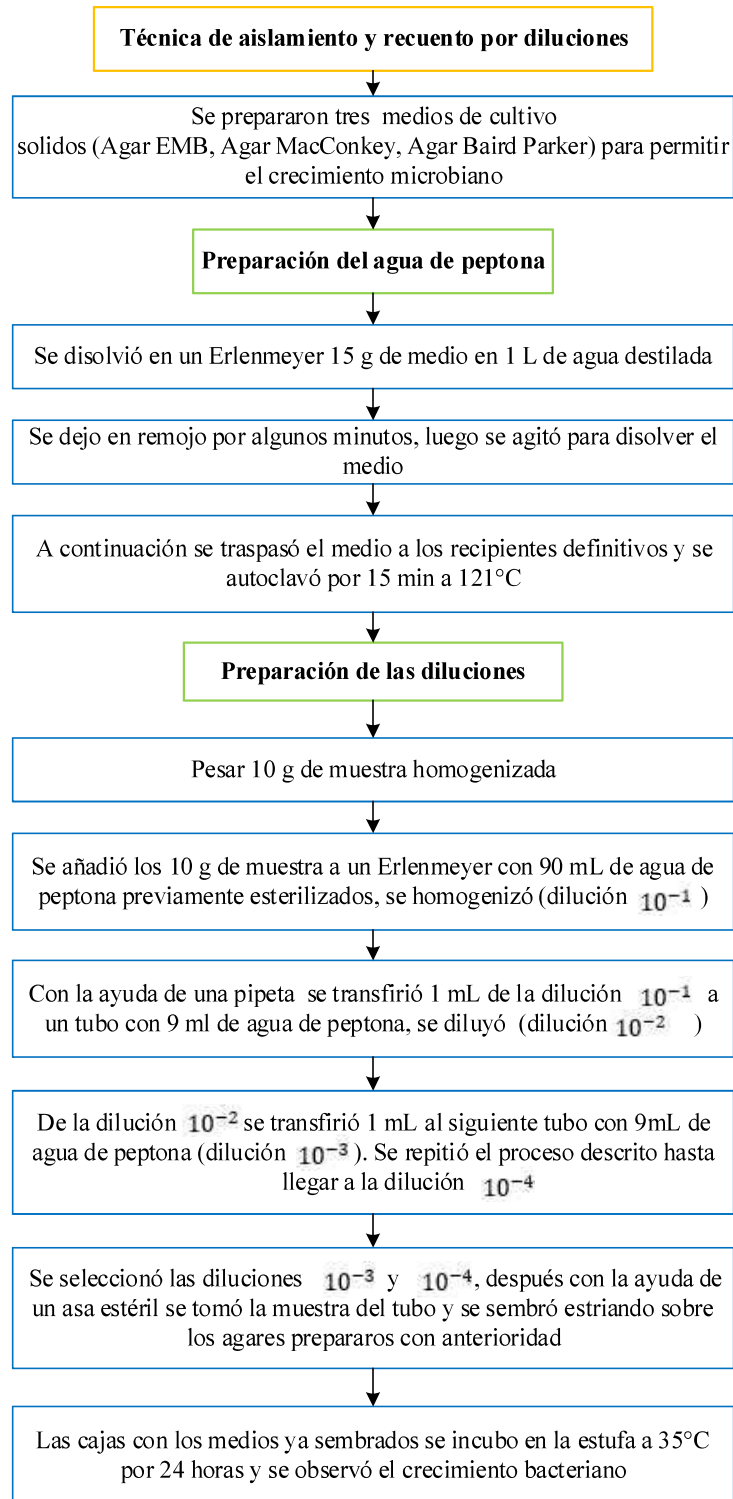 Técnica de aislamiento y recuento por diluciones
Se prepararon tres medios de cultivo
solidos (Agar EMB, Agar MacConkey, Agar Baird Parker) para permitir
el crecimiento microbiano
Preparación del agua de peptona
Se disolvió en un Erlenmeyer 15 g de medio en 1 L de agua destilada
Se dejo en remojo por algunos minutos, luego se agitó para disolver el
medio
A continuación se traspasó el medio a los recipientes definitivos y se
autoclavó por 15 min a 121°C
Preparación de las diluciones
Pesar 10 g de muestra homogenizada
Se añadió los 10 g de muestra a un Erlenmeyer con 90 mL de agua de
peptona previamente esterilizados, se homogenizó (dilución 10⁻¹ )
Con la ayuda de una pipeta se transfirió 1 mL de la dilución 10⁻¹ a
un tubo con 9 ml de agua de peptona, se diluyó (dilución 10⁻² )
De la dilución 10⁻² se transfirió 1 mL al siguiente tubo con 9mL de
agua de peptona (dilución 10⁻³ ). Se repitió el proceso descrito hasta
llegar a la dilución 10⁻⁴
Se seleccionó las diluciones 10⁻³ y 10⁻⁴, después con la ayuda de
un asa estéril se tomó la muestra del tubo y se sembró estriando sobre
los agares prepararos con anterioridad
Las cajas con los medios ya sembrados se incubo en la estufa a 35°C
por 24 horas y se observó el crecimiento bacteriano